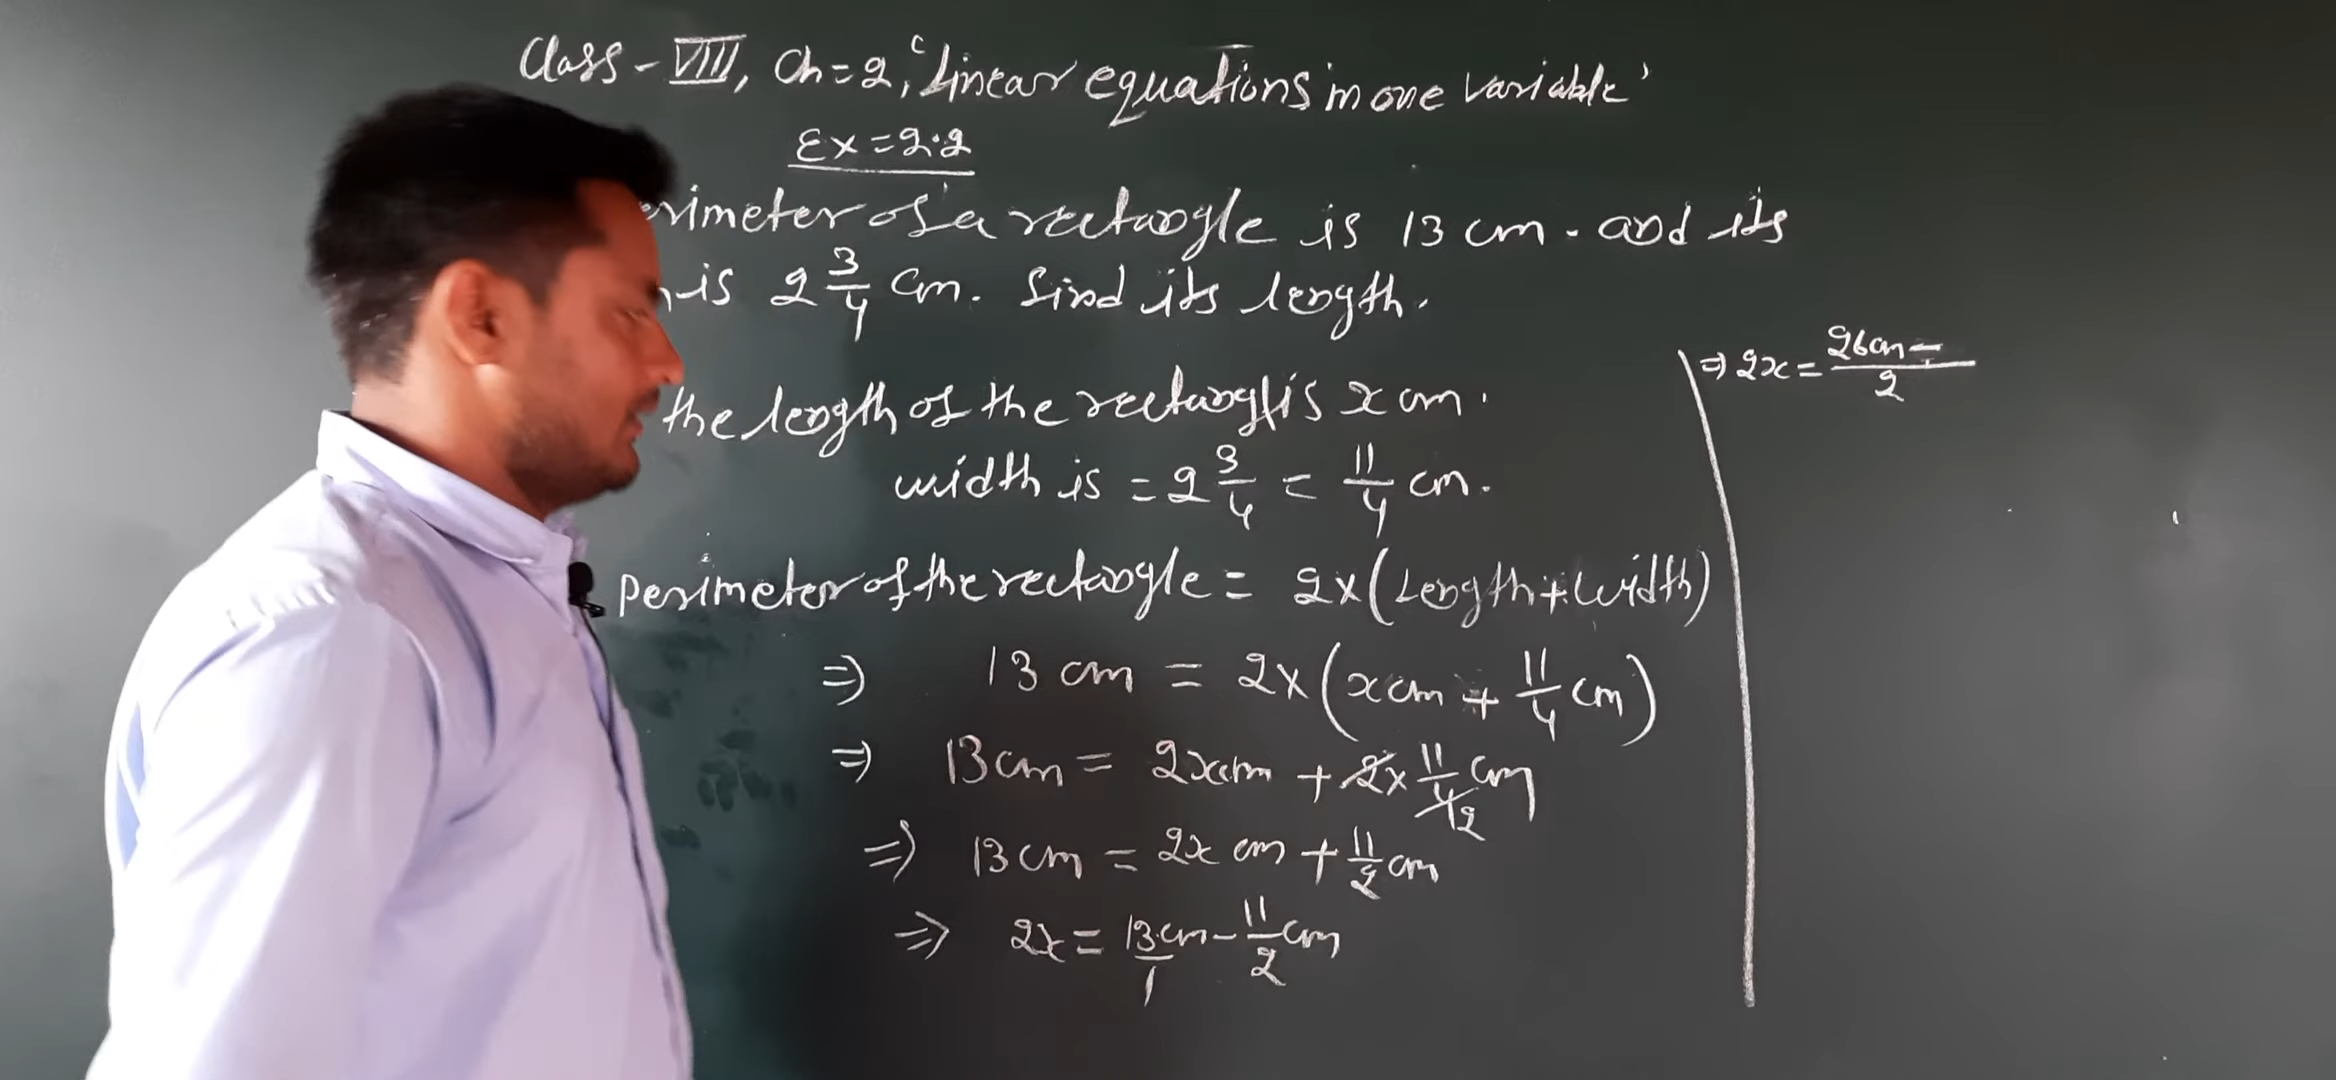 Class - VIII, Ch = 2, 'Linear equations in one variable'
Ex = 2.2
erimeter of a rectangle is 13 cm. and its
is 2 3/4 cm. find its length.
the length of the rectangl is x cm.
width is = 2 3/4 = 11/4 cm.
perimeter of the rectangle = 2x(Length + width)
⇒ 13 cm = 2x(x cm + 11/4 cm)
⇒ 13 cm = 2x cm + 2x 11/4 cm
2
⇒ 13 cm = 2x cm + 11/2 cm
⇒ 2x = 13 cm/1 - 11/2 cm
⇒ 2x = 26 cm - / 2